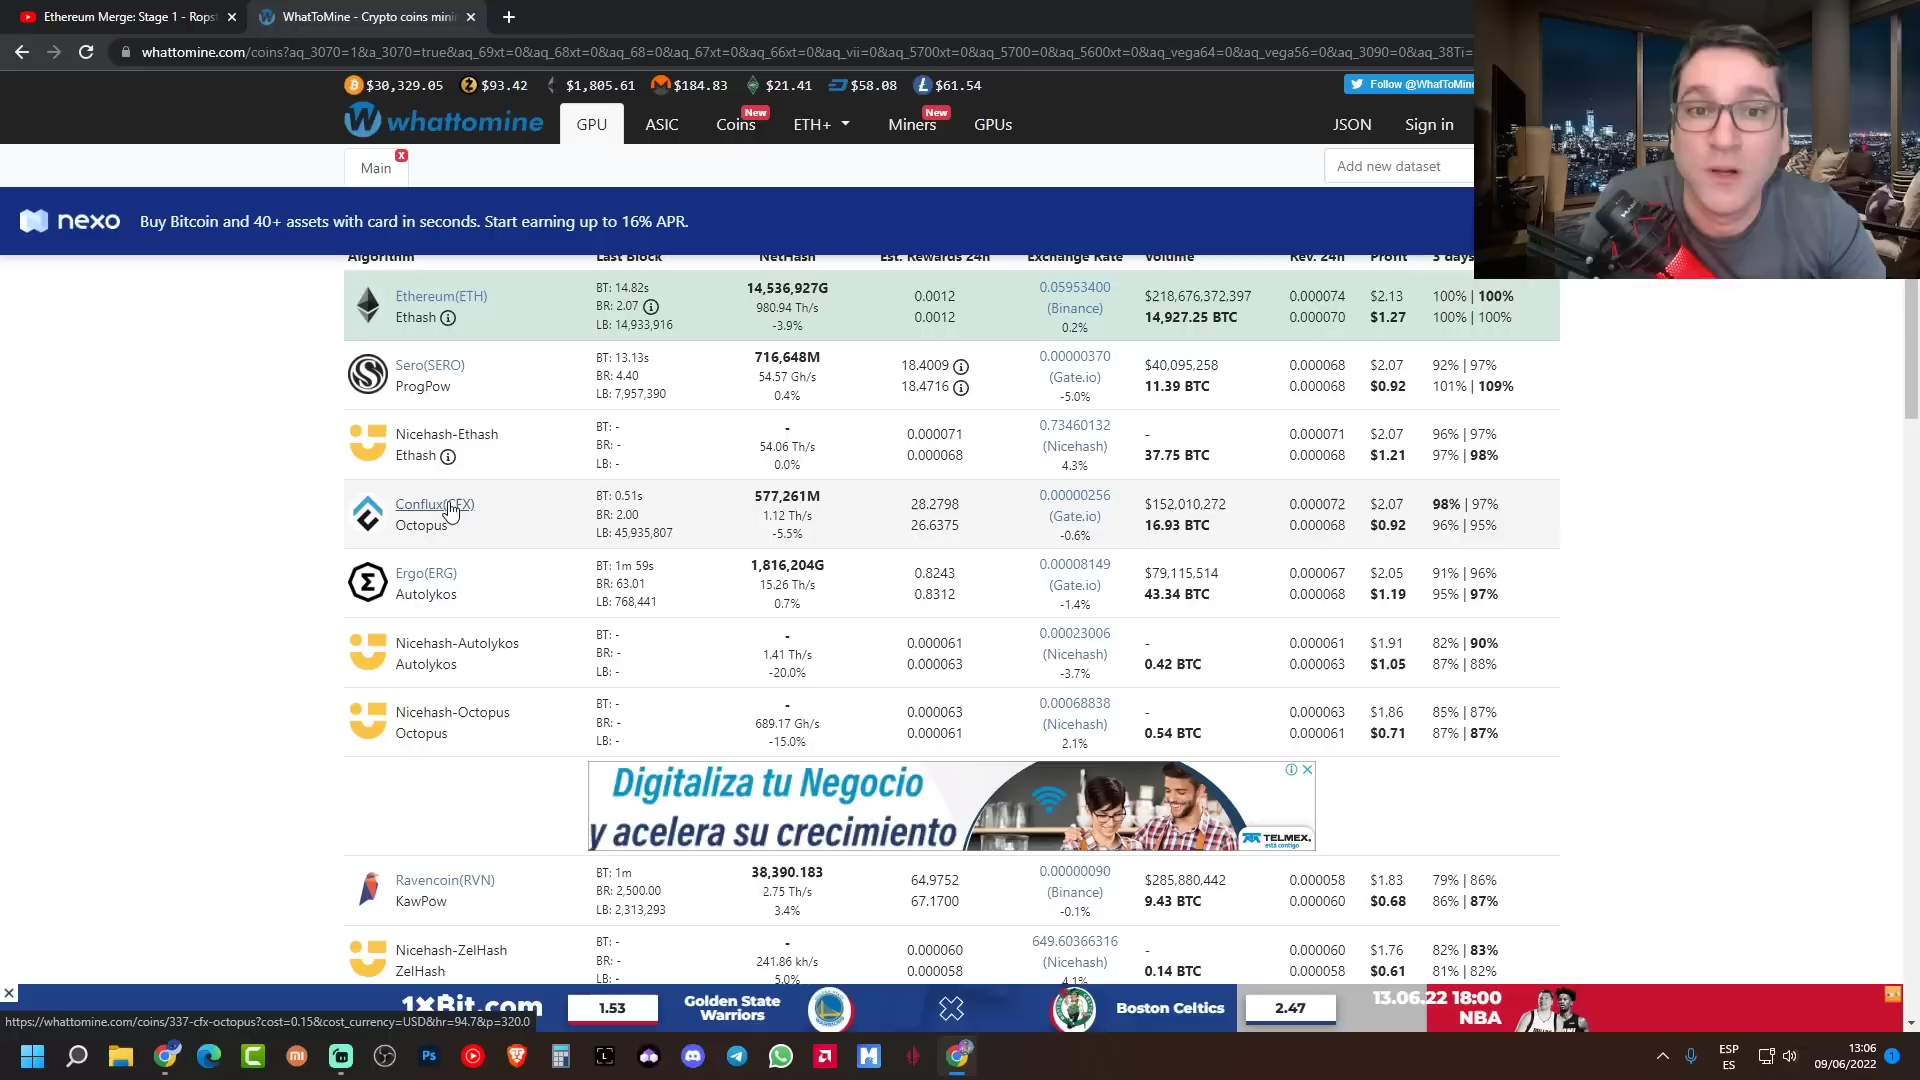 Ethereum Merge: Stage 1 - Rops
WhatToMine - Crypto coins mini
whattomine.com/coins?aq_3070=1&a_3070=true&aq_69xt=0&aq_68xt=0&aq_68=0&aq_67xt=0&aq_66xt=0&aq_vii=0&aq_5700xt=0&aq_5700=0&aq_5600xt=0&aq_vega64=0&aq_vega56=0&aq_3090=0&aq_38Ti=
$30,329.05 $93.42 $1,805.61 $184.83 $21.41 $58.08 $61.54
Follow @WhatToMine
whattomine
GPU ASIC Coins New ETH+ Miners New GPUs JSON Sign in
Main x
Add new dataset
nexo Buy Bitcoin and 40+ assets with card in seconds. Start earning up to 16% APR.
Algorithm Last Block NetHash Est. Rewards 24h Exchange Rate Volume Rev. 24h Profit 3 days
Ethereum(ETH) BT: 14.82s 14,536,927G 0.0012 0.05953400 $218,676,372,397 0.000074 $2.13 100% | 100%
Ethash BR: 2.07 980.94 Th/s 0.0012 (Binance) 14,927.25 BTC 0.000070 $1.27 100% | 100%
LB: 14,933,916 -3.9% 0.2%
Sero(SERO) BT: 13.13s 716,648M 18.4009 0.00000370 $40,095,258 0.000068 $2.07 92% | 97%
ProgPow BR: 4.40 54.57 Gh/s 18.4716 (Gate.io) 11.39 BTC 0.000068 $0.92 101% | 109%
LB: 7,957,390 0.4% -5.0%
Nicehash-Ethash BT: - - 0.000071 0.73460132 - 0.000071 $2.07 96% | 97%
Ethash BR: - 54.06 Th/s 0.000068 (Nicehash) 37.75 BTC 0.000068 $1.21 97% | 98%
LB: - 0.0% 4.3%
Conflux(CFX) BT: 0.51s 577,261M 28.2798 0.00000256 $152,010,272 0.000072 $2.07 98% | 97%
Octopus BR: 2.00 1.12 Th/s 26.6375 (Gate.io) 16.93 BTC 0.000068 $0.92 96% | 95%
LB: 45,935,807 -5.5% -0.6%
Ergo(ERG) BT: 1m 59s 1,816,204G 0.8243 0.00008149 $79,115,514 0.000067 $2.05 91% | 96%
Autolykos BR: 63.01 15.26 Th/s 0.8312 (Gate.io) 43.34 BTC 0.000068 $1.19 95% | 97%
LB: 768,441 0.7% -1.4%
Nicehash-Autolykos BT: - - 0.000061 0.00023006 - 0.000061 $1.91 82% | 90%
Autolykos BR: - 1.41 Th/s 0.000063 (Nicehash) 0.42 BTC 0.000063 $1.05 87% | 88%
LB: - -20.0% -3.7%
Nicehash-Octopus BT: - - 0.000063 0.00068838 - 0.000063 $1.86 85% | 87%
Octopus BR: - 689.17 Gh/s 0.000061 (Nicehash) 0.54 BTC 0.000061 $0.71 87% | 87%
LB: - -15.0% 2.1%
Digitaliza tu Negocio
y acelera su crecimiento
TELMEX.
está contigo
Ravencoin(RVN) BT: 1m 38,390.183 64.9752 0.00000090 $285,880,442 0.000058 $1.83 79% | 86%
KawPow BR: 2,500.00 2.75 Th/s 67.1700 (Binance) 9.43 BTC 0.000060 $0.68 86% | 87%
LB: 2,313,293 3.4% -0.1%
Nicehash-ZelHash BT: - - 0.000060 649.60366316 - 0.000060 $1.76 82% | 83%
ZelHash BR: - 241.86 kh/s 0.000058 (Nicehash) 0.14 BTC 0.000058 $0.61 81% | 82%
LB: - 5.0% 4.1%
1XBit.com 1.53 Golden State Warriors Boston Celtics 2.47 13.06.22 18:00
NBA
https://whattomine.com/coins/337-cfx-octopus?cost=0.15&cost_currency=USD&hr=94.7&p=320.0
ESP
ES
13:06
09/06/2022
1